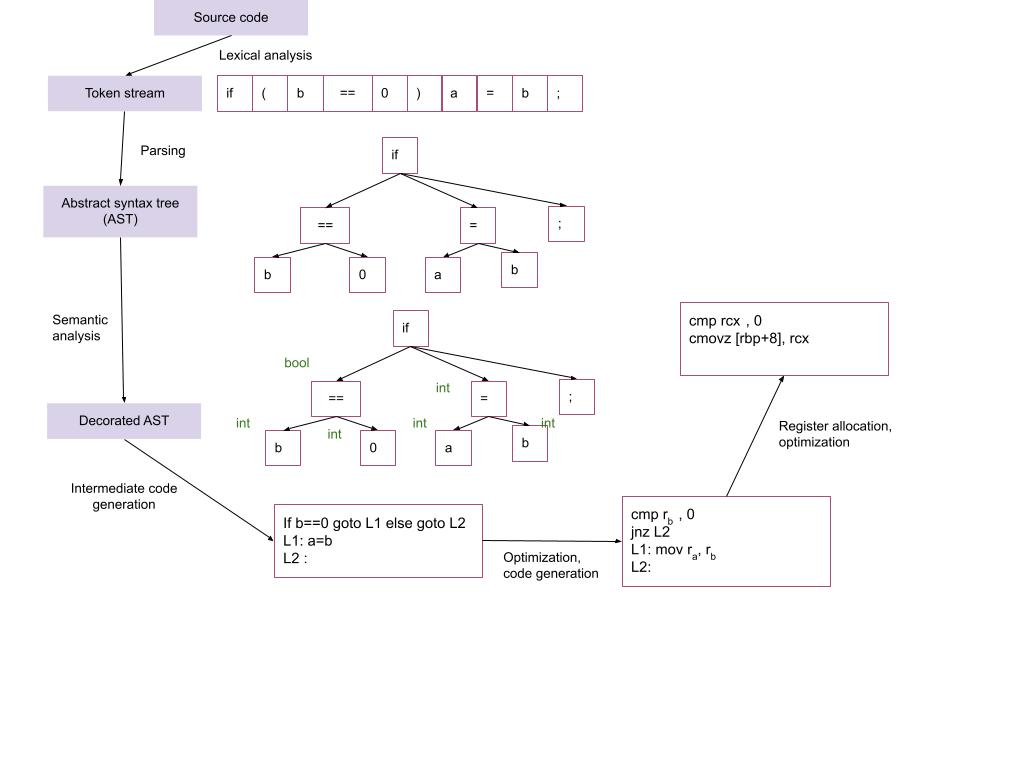 Source code
Lexical analysis
Token stream
if ( b == 0 ) a = b ;
Parsing
if
Abstract syntax tree
(AST)
== = ;
b 0 a b
Semantic
analysis
if
bool
int
== = ;
int int int int
b 0 a b
Decorated AST
cmp rcx , 0
cmovz [rbp+8], rcx
Register allocation,
optimization
Intermediate code
generation
If b==0 goto L1 else goto L2
L1: a=b
L2 :
Optimization,
code generation
cmp rb , 0
jnz L2
L1: mov ra, rb
L2: